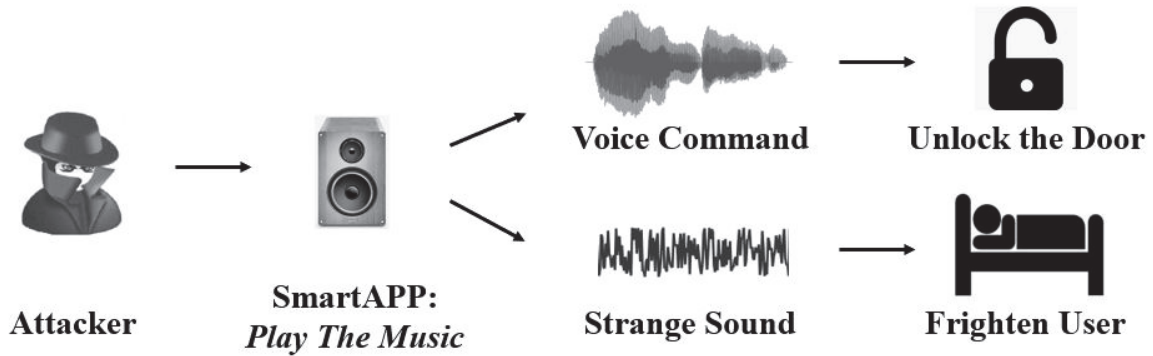 Voice Command
Unlock the Door
SmartAPP:
Play The Music
Attacker
Strange Sound
Frighten User